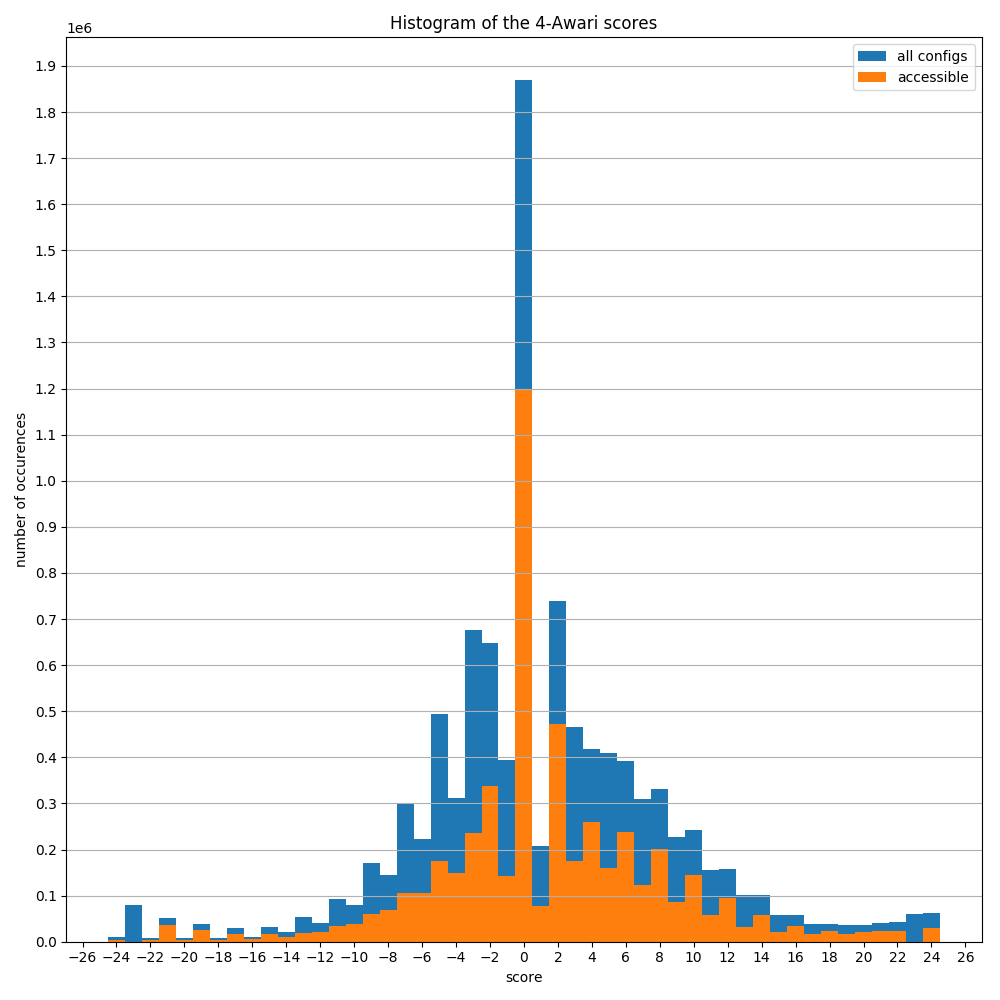 Histogram of the 4-Awari scores
1e6
all configs
accessible
1.9
1.8
1.7
1.6
1.5
1.4
1.3
1.2
1.1
1.0
0.9
0.8
0.7
0.6
0.5
0.4
0.3
0.2
0.1
0.0
number of occurences
−26 −24 −22 −20 −18 −16 −14 −12 −10 −8 −6 −4 −2 0 2 4 6 8 10 12 14 16 18 20 22 24 26
score